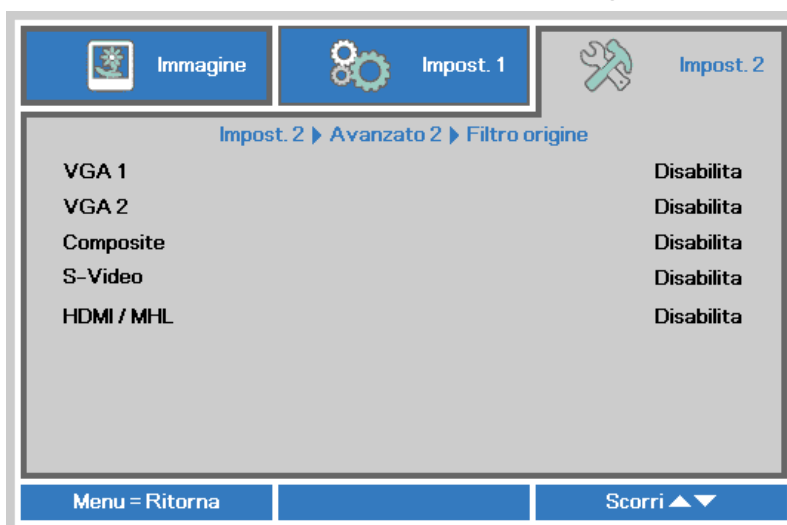 Immagine Impost. 1 Impost. 2
Impost. 2 ▶ Avanzato 2 ▶ Filtro origine
VGA 1 Disabilita
VGA 2 Disabilita
Composite Disabilita
S-Video Disabilita
HDMI / MHL Disabilita
Menu = Ritorna Scorri ▲▼